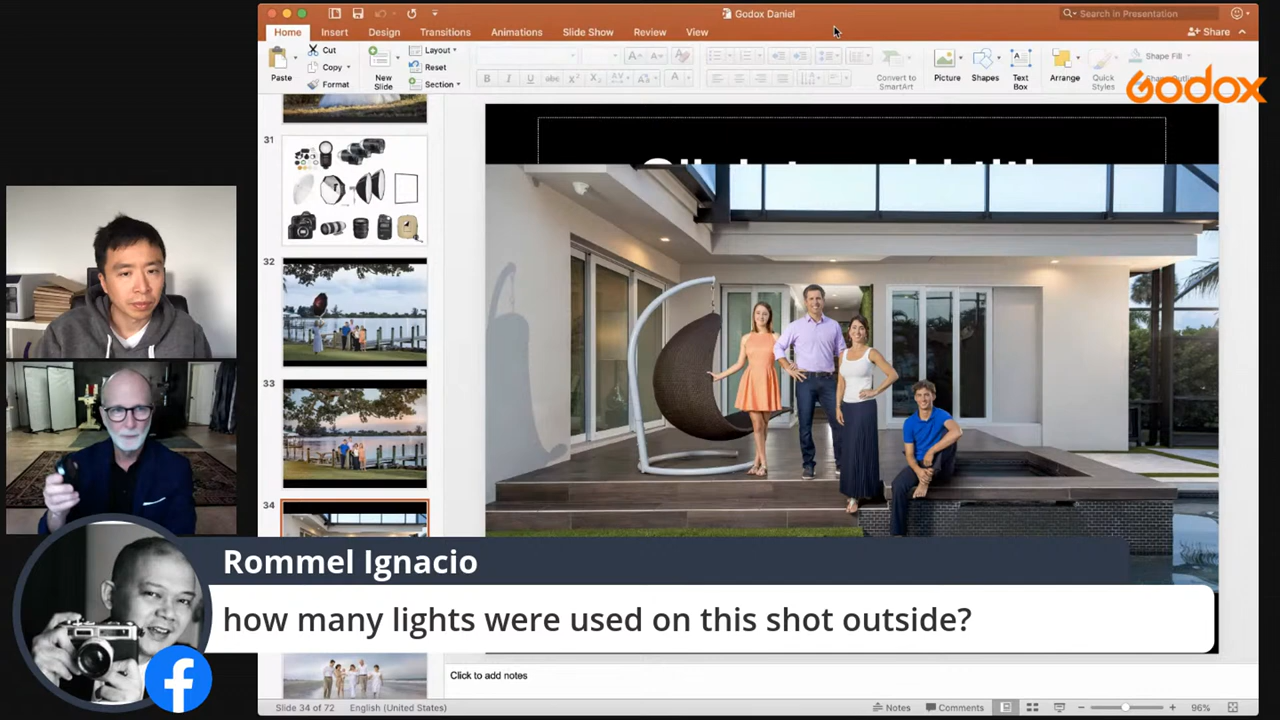 Godox Daniel
Search in Presentation
Home
Insert
Design
Transitions
Animations
Slide Show
Review
View
Share
Paste
Cut
Copy
Format
New
Slide
Layout
Reset
Section
Convert to
SmartArt
Picture
Shapes
Text
Box
Arrange
Quick
Styles
Shape Fill
Godox
31
32
33
34
Rommel Ignacio
how many lights were used on this shot outside?
Click to add notes
Slide 34 of 72
English (United States)
Notes
Comments
96%